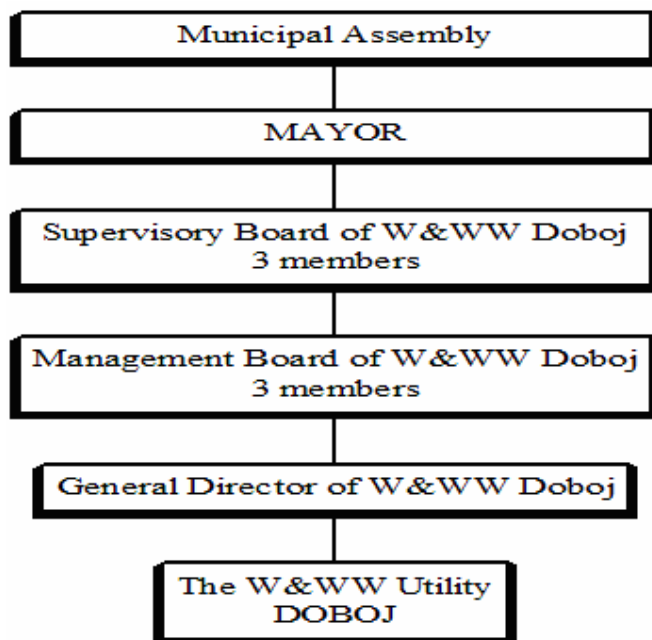 Municipal Assembly
MAYOR
Supervisory Board of W&WW Doboj
3 members
Management Board of W&WW Doboj
3 members
General Director of W&WW Doboj
The W&WW Utility
DOBOJ